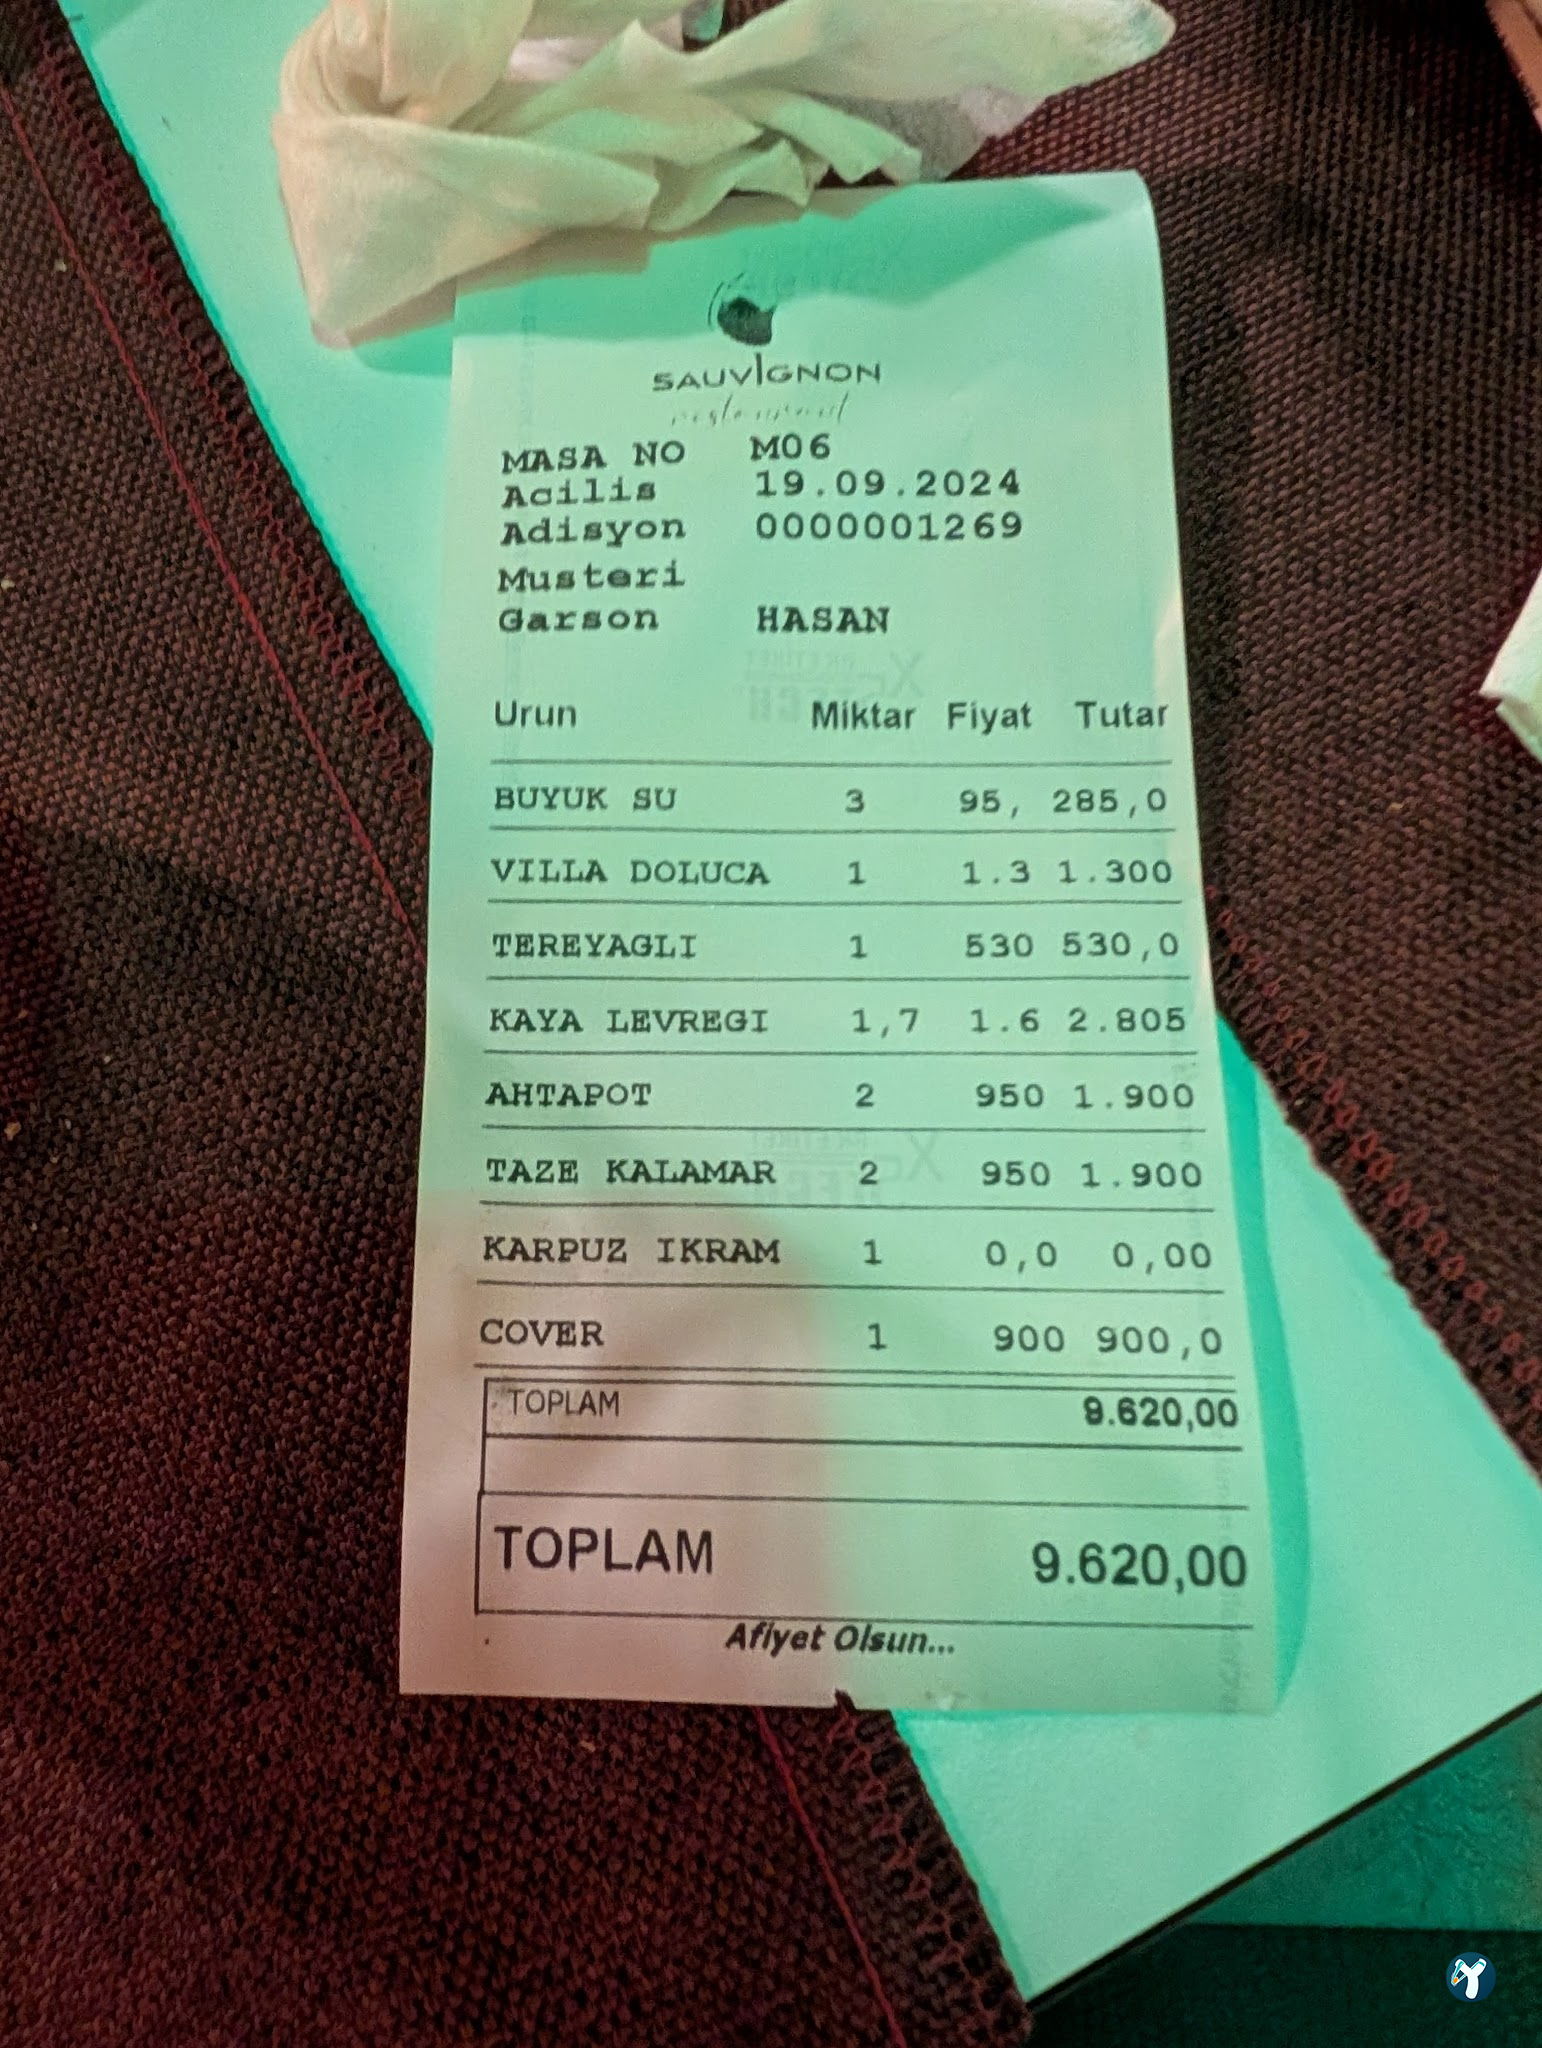 SAUVIGNON
restaurant
MASA NO M06
Acilis 19.09.2024
Adisyon 0000001269
Musteri
Garson HASAN
Urun Miktar Fiyat Tutar
BUYUK SU 3 95, 285,0
VILLA DOLUCA 1 1.3 1.300
TEREYAGLI 1 530 530,0
KAYA LEVREGI 1,7 1.6 2.805
AHTAPOT 2 950 1.900
TAZE KALAMAR 2 950 1.900
KARPUZ IKRAM 1 0,0 0,00
COVER 1 900 900,0
TOPLAM 9.620,00
TOPLAM 9.620,00
Afiyet Olsun...